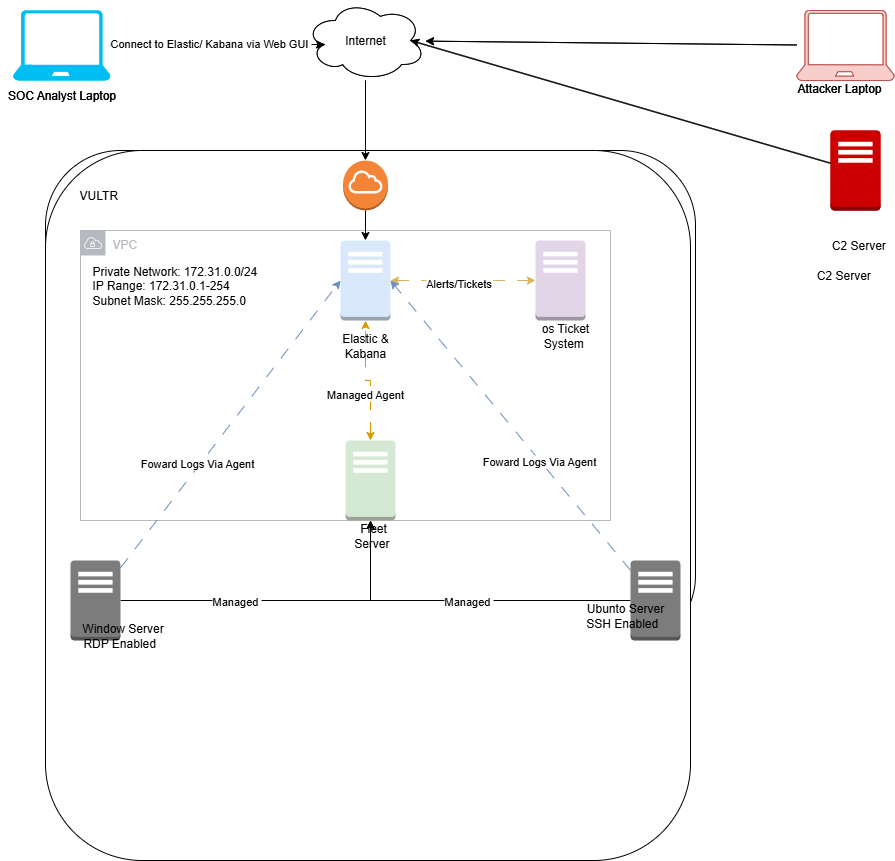 Internet
Connect to Elastic/ Kabana via Web GUI
SOC Analyst Laptop
Attacker Laptop
VULTR
C2 Server
C2 Server
VPC
Private Network: 172.31.0.0/24
IP Range: 172.31.0.1-254
Subnet Mask: 255.255.255.0
Alerts/Tickets
Elastic &
Kabana
os Ticket
System
Managed Agent
Foward Logs Via Agent
Foward Logs Via Agent
Fleet
Server
Managed
Managed
Window Server
RDP Enabled
Ubunto Server
SSH Enabled